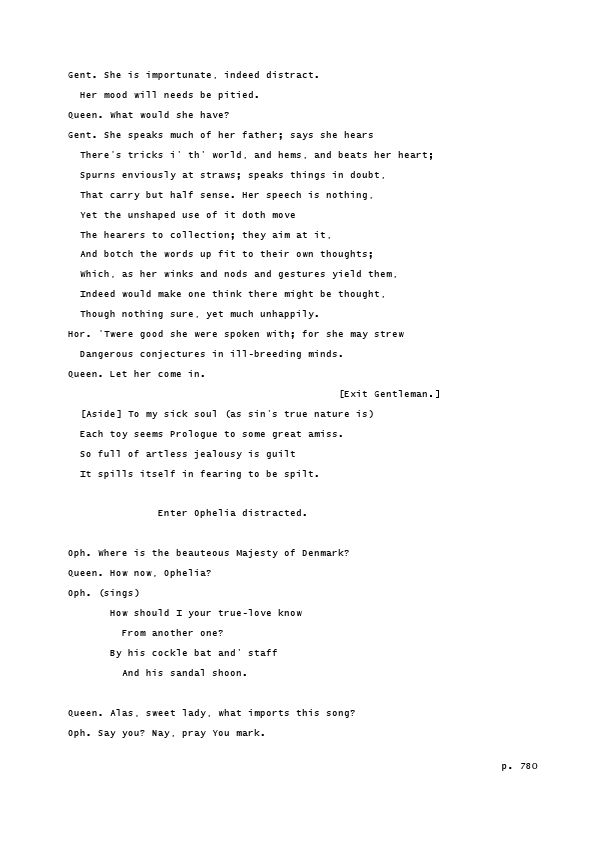 Gent. She is importunate, indeed distract.
Her mood will needs be pitied.
Queen. What would she have?
Gent. She speaks much of her father; says she hears
There's tricks i' th' world, and hems, and beats her heart;
Spurns enviously at straws; speaks things in doubt,
That carry but half sense. Her speech is nothing,
Yet the unshaped use of it doth move
The hearers to collection; they aim at it,
And botch the words up fit to their own thoughts;
Which, as her winks and nods and gestures yield them,
Indeed would make one think there might be thought,
Though nothing sure, yet much unhappily.
Hor. 'Twere good she were spoken with; for she may strew
Dangerous conjectures in ill-breeding minds.
Queen. Let her come in.
[Exit Gentleman.]
[Aside] To my sick soul (as sin's true nature is)
Each toy seems Prologue to some great amiss.
So full of artless jealousy is guilt
It spills itself in fearing to be spilt.
Enter Ophelia distracted.
Oph. Where is the beauteous Majesty of Denmark?
Queen. How now, Ophelia?
Oph. (sings)
How should I your true-love know
From another one?
By his cockle bat and' staff
And his sandal shoon.
Queen. Alas, sweet lady, what imports this song?
Oph. Say you? Nay, pray You mark.
p. 780